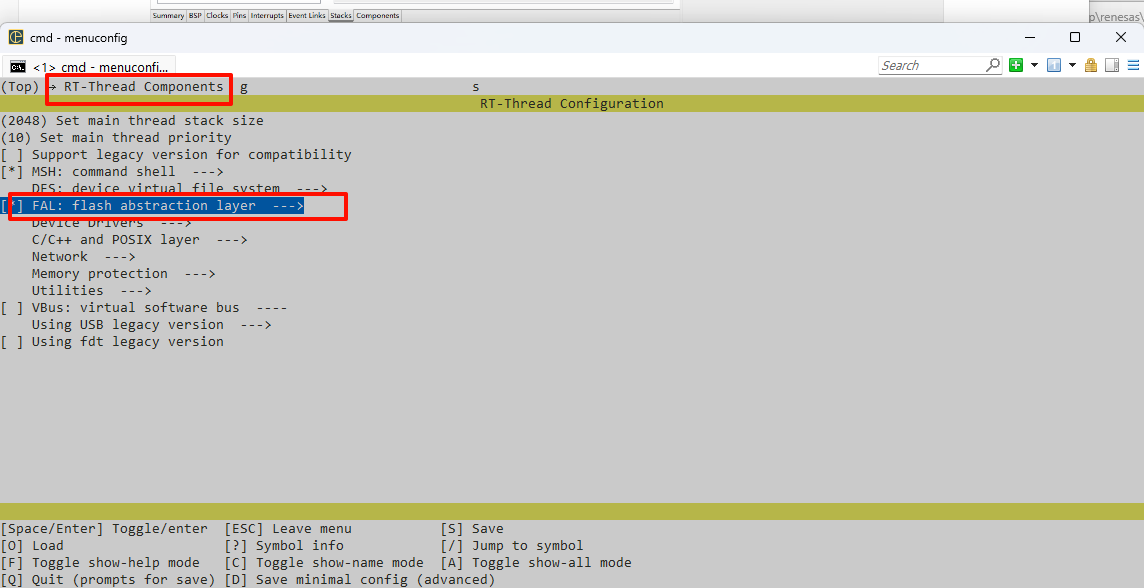 Summary BSP Clocks Pins Interrupts Event Links Stacks Components
p\renesas\
cmd - menuconfig
<1> cmd - menuconfi...
Search
(Top) → RT-Thread Components g s
RT-Thread Configuration
(2048) Set main thread stack size
(10) Set main thread priority
[ ] Support legacy version for compatibility
[*] MSH: command shell --->
DFS: device virtual file system --->
[*] FAL: flash abstraction layer --->
Device Drivers --->
C/C++ and POSIX layer --->
Network --->
Memory protection --->
Utilities --->
[ ] VBus: virtual software bus ----
Using USB legacy version --->
[ ] Using fdt legacy version
[Space/Enter] Toggle/enter [ESC] Leave menu [S] Save
[O] Load [?] Symbol info [/] Jump to symbol
[F] Toggle show-help mode [C] Toggle show-name mode [A] Toggle show-all mode
[Q] Quit (prompts for save) [D] Save minimal config (advanced)